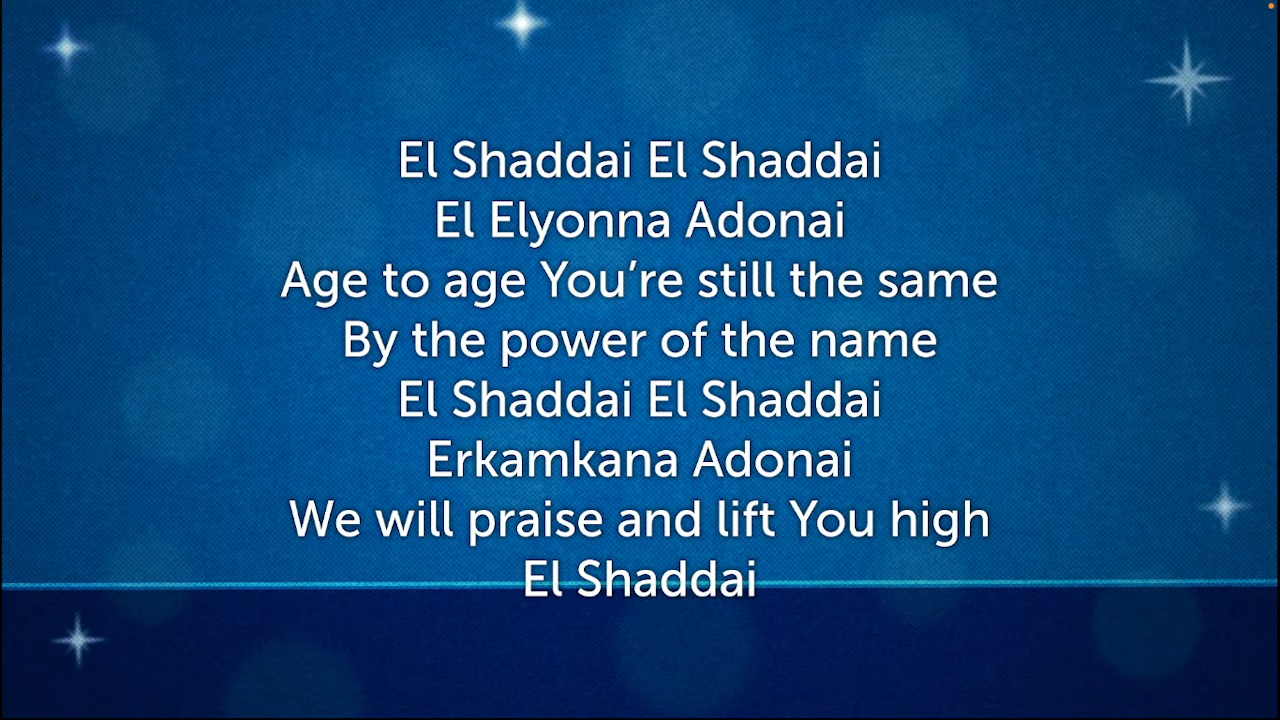 El Shaddai El Shaddai
El Elyonna Adonai
Age to age You’re still the same
By the power of the name
El Shaddai El Shaddai
Erkamkana Adonai
We will praise and lift You high
El Shaddai